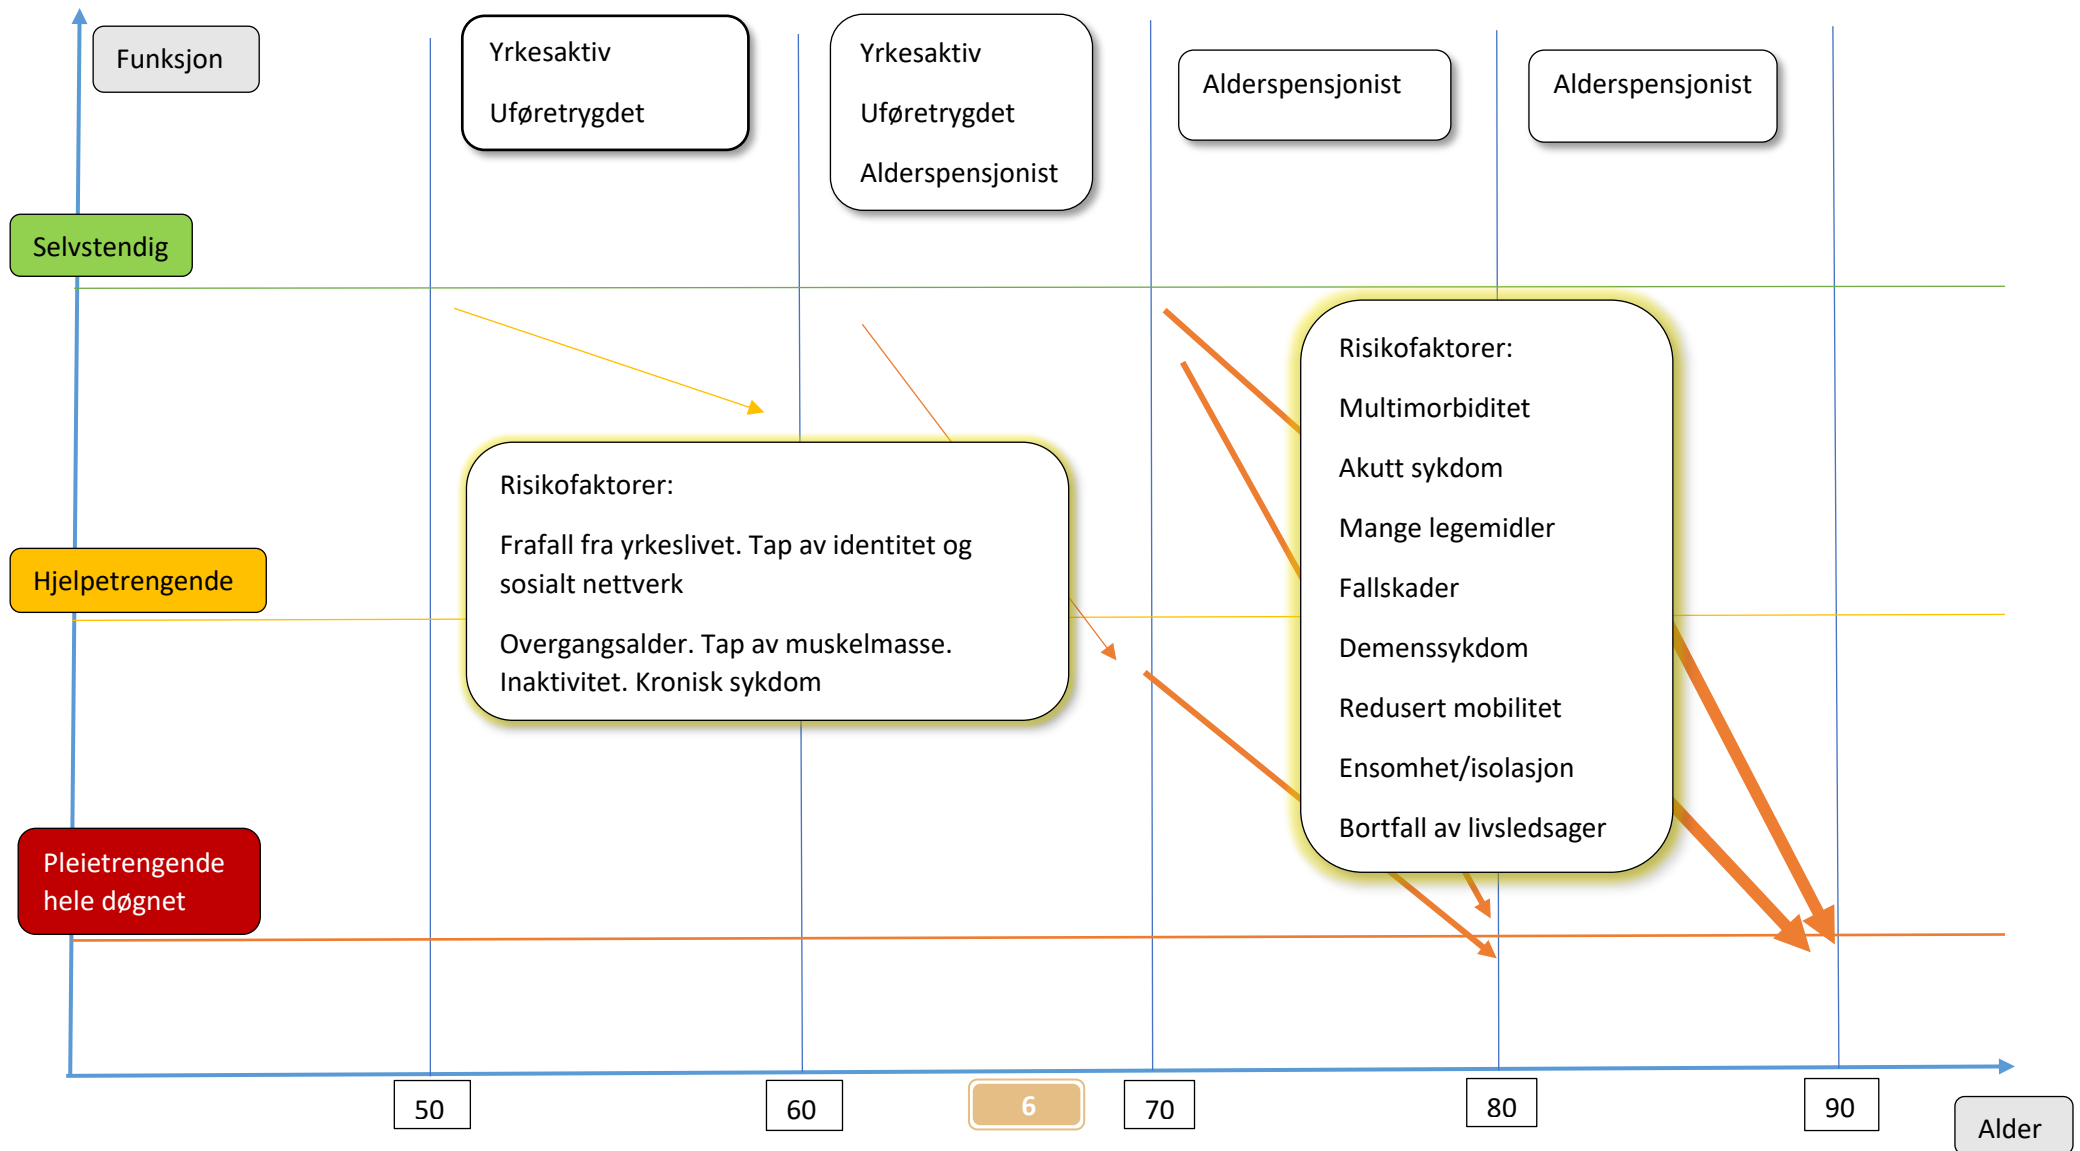 Funksjon
Yrkesaktiv
Uføretrygdet
Yrkesaktiv
Uføretrygdet
Alderspensjonist
Alderspensjonist
Alderspensjonist
Selvstendig
Hjelpetrengende
Pleietrengende
hele døgnet
Risikofaktorer:
Frafall fra yrkeslivet. Tap av identitet og
sosialt nettverk
Overgangsalder. Tap av muskelmasse.
Inaktivitet. Kronisk sykdom
Risikofaktorer:
Multimorbiditet
Akutt sykdom
Mange legemidler
Fallskader
Demenssykdom
Redusert mobilitet
Ensomhet/isolasjon
Bortfall av livsledsager
50
60
6
70
80
90
Alder